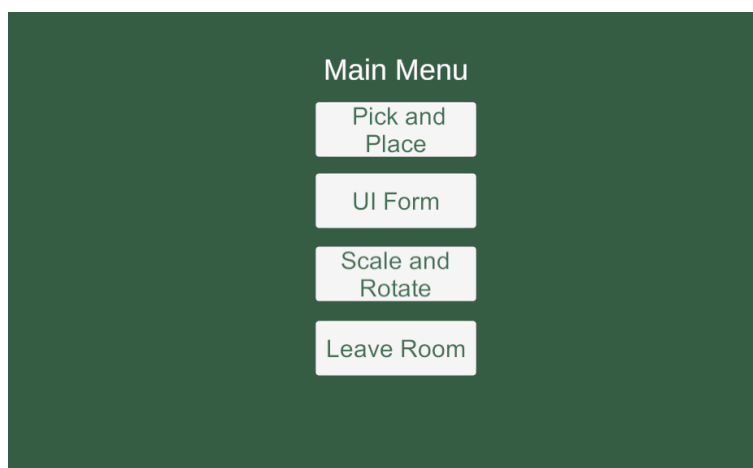 Main Menu
Pick and
Place
UI Form
Scale and
Rotate
Leave Room